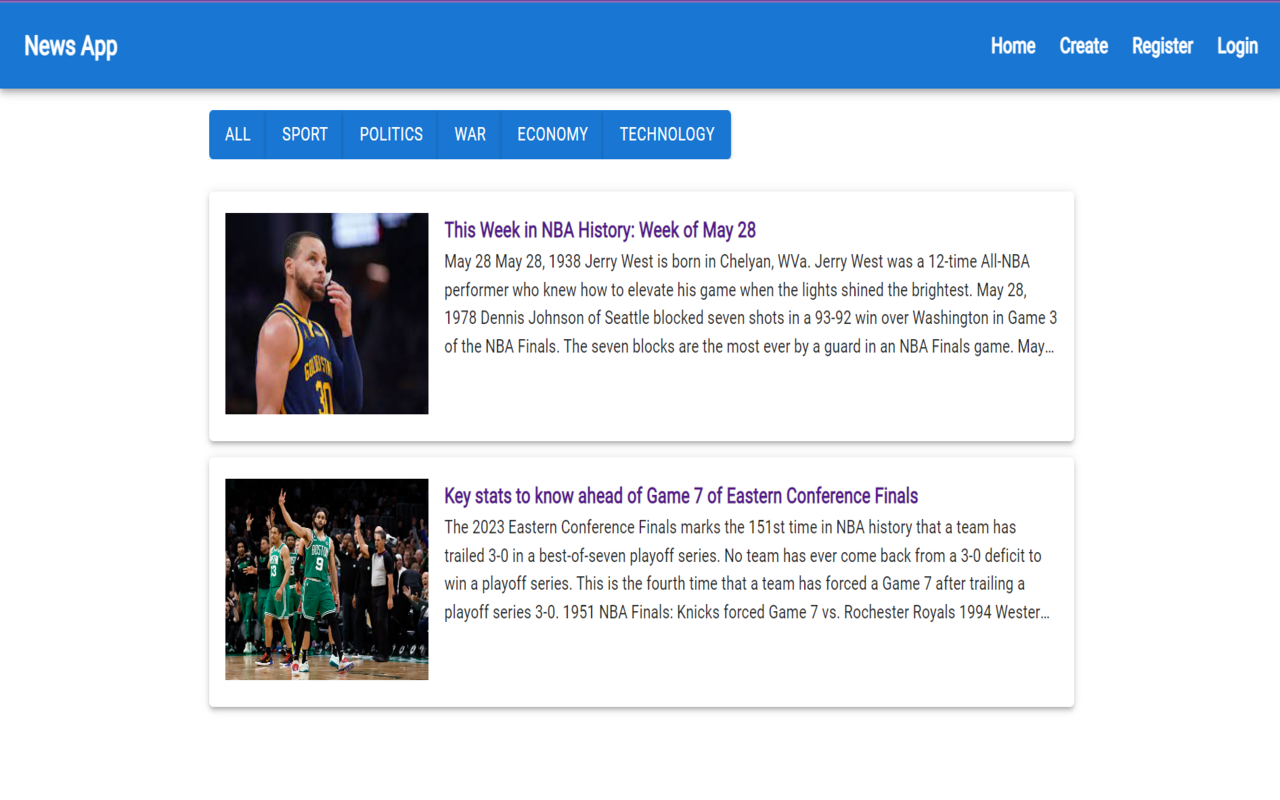 News App
Home Create Register Login
ALL SPORT POLITICS WAR ECONOMY TECHNOLOGY
This Week in NBA History: Week of May 28
May 28 May 28, 1938 Jerry West is born in Chelyan, WVa. Jerry West was a 12-time All-NBA
performer who knew how to elevate his game when the lights shined the brightest. May 28,
1978 Dennis Johnson of Seattle blocked seven shots in a 93-92 win over Washington in Game 3
of the NBA Finals. The seven blocks are the most ever by a guard in an NBA Finals game. May...
GOLDEN STATE
30
Key stats to know ahead of Game 7 of Eastern Conference Finals
The 2023 Eastern Conference Finals marks the 151st time in NBA history that a team has
trailed 3-0 in a best-of-seven playoff series. No team has ever come back from a 3-0 deficit to
win a playoff series. This is the fourth time that a team has forced a Game 7 after trailing a
playoff series 3-0. 1951 NBA Finals: Knicks forced Game 7 vs. Rochester Royals 1994 Wester...
BOSTON
9
13